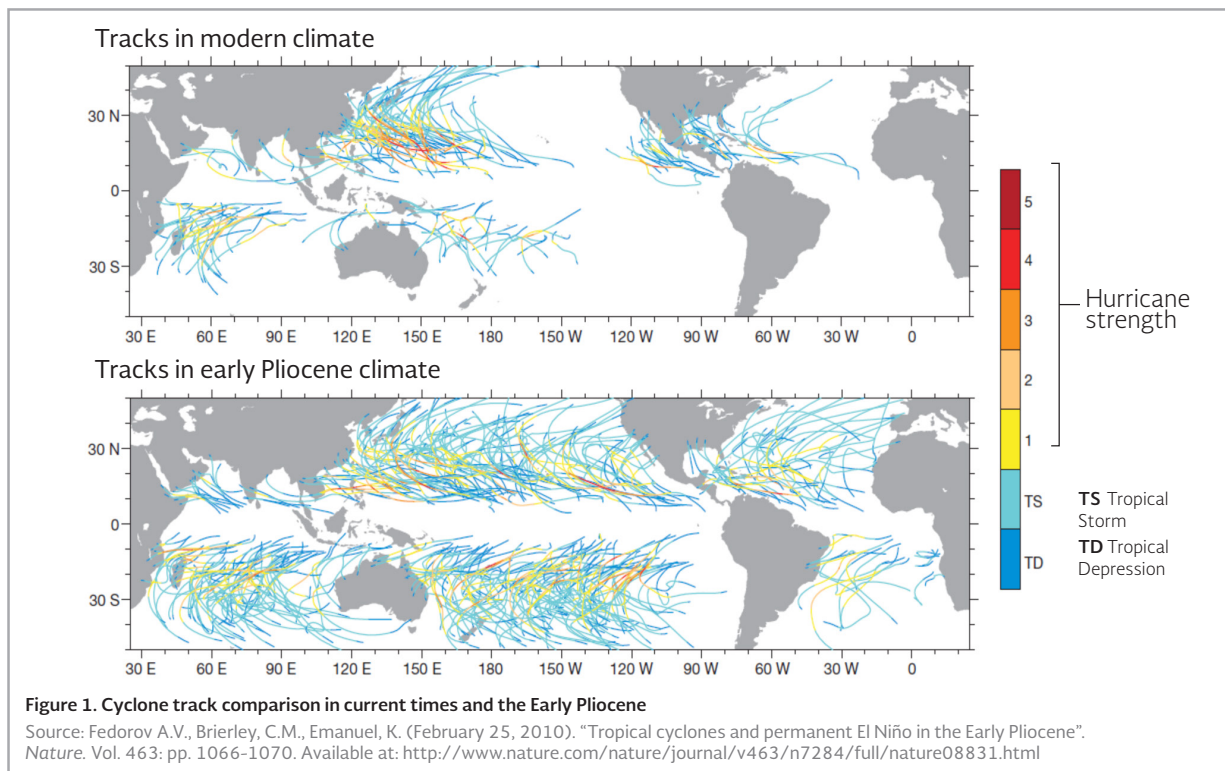 Tracks in modern climate
30 N
0
30 S
30 E 60 E 90 E 120 E 150 E 180 150 W 120 W 90 W 60 W 30 W 0
Tracks in early Pliocene climate
30 N
0
30 S
30 E 60 E 90 E 120 E 150 E 180 150 W 120 W 90 W 60 W 30 W 0
5
4
3
2
1
TS
TD
Hurricane
strength
TS Tropical
Storm
TD Tropical
Depression
Figure 1. Cyclone track comparison in current times and the Early Pliocene
Source: Fedorov A.V., Brierley, C.M., Emanuel, K. (February 25, 2010). “Tropical cyclones and permanent El Niño in the Early Pliocene”.
Nature. Vol. 463: pp. 1066-1070. Available at: http://www.nature.com/nature/journal/v463/n7284/full/nature08831.html